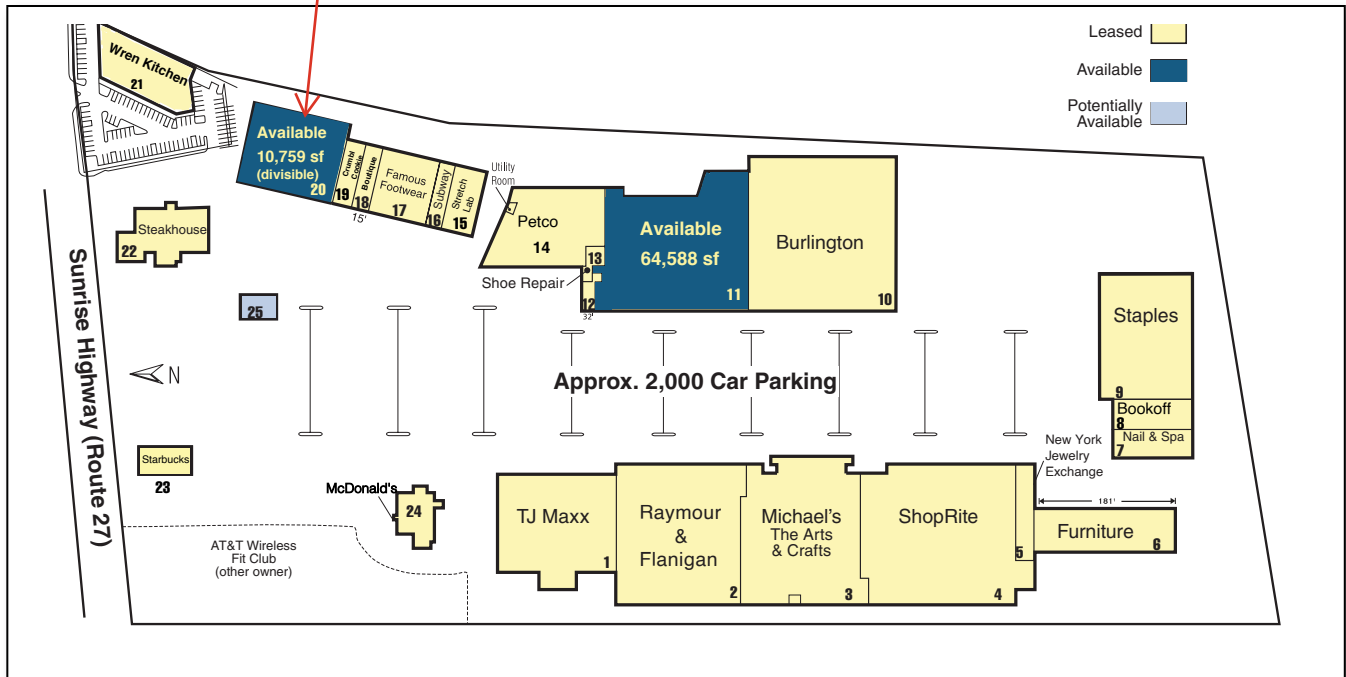 Leased
Available
Potentially
Available
Wren Kitchen
21
Available
10,759 sf
(divisible)
20
Crumbl
Cookie
19
Boutique
18
15'
Famous
Footwear
17
Subway
16
Stretch
Lab
15
Utility
Room
Petco
14
13
Shoe Repair
12
32'
Available
64,588 sf
11
Burlington
10
Steakhouse
22
25
Sunrise Highway (Route 27)
N
Approx. 2,000 Car Parking
Staples
9
Bookoff
8
Nail & Spa
7
Starbucks
23
McDonald's
24
AT&T Wireless
Fit Club
(other owner)
TJ Maxx
1
Raymour
&
Flanigan
2
Michael's
The Arts
& Crafts
3
ShopRite
4
5
New York
Jewelry
Exchange
181'
Furniture
6